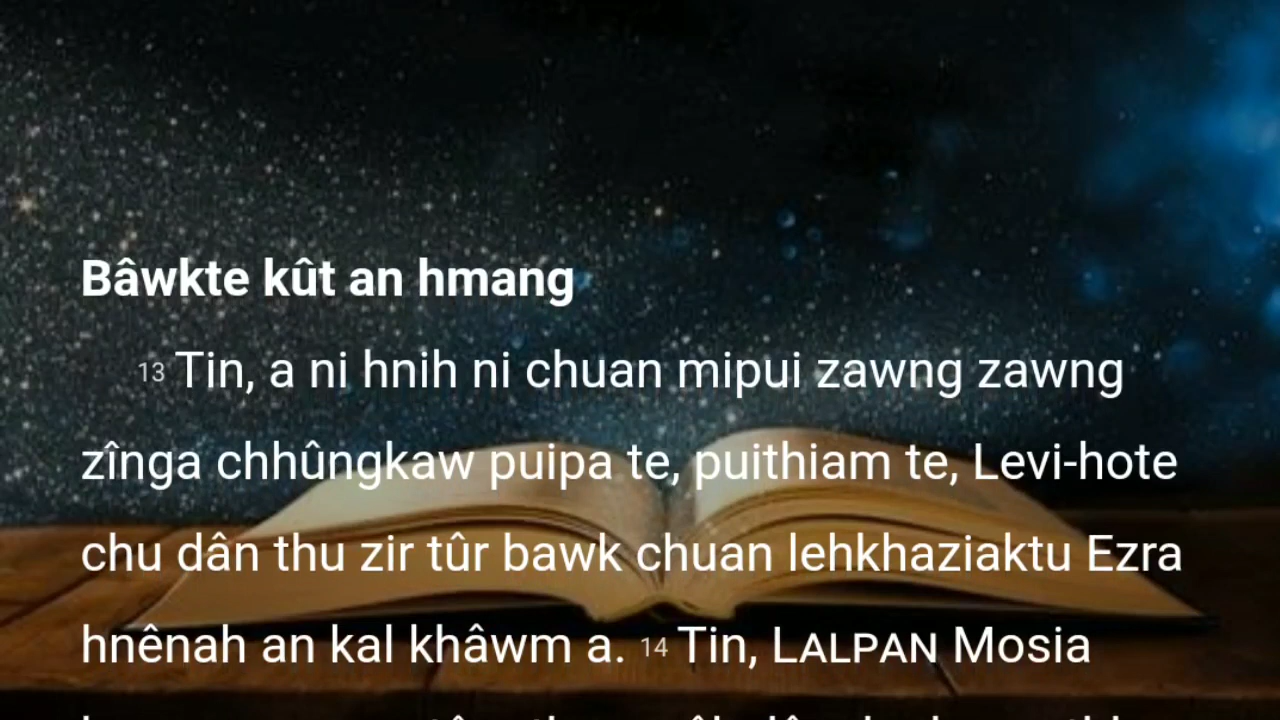 Bâwkte kût an hmang
13 Tin, a ni hnih ni chuan mipui zawng zawng
zînga chhûngkaw puipa te, puithiam te, Levi-hote
chu dân thu zir tûr bawk chuan lehkhaziaktu Ezra
hnênah an kal khâwm a. 14 Tin, LALPAN Mosia